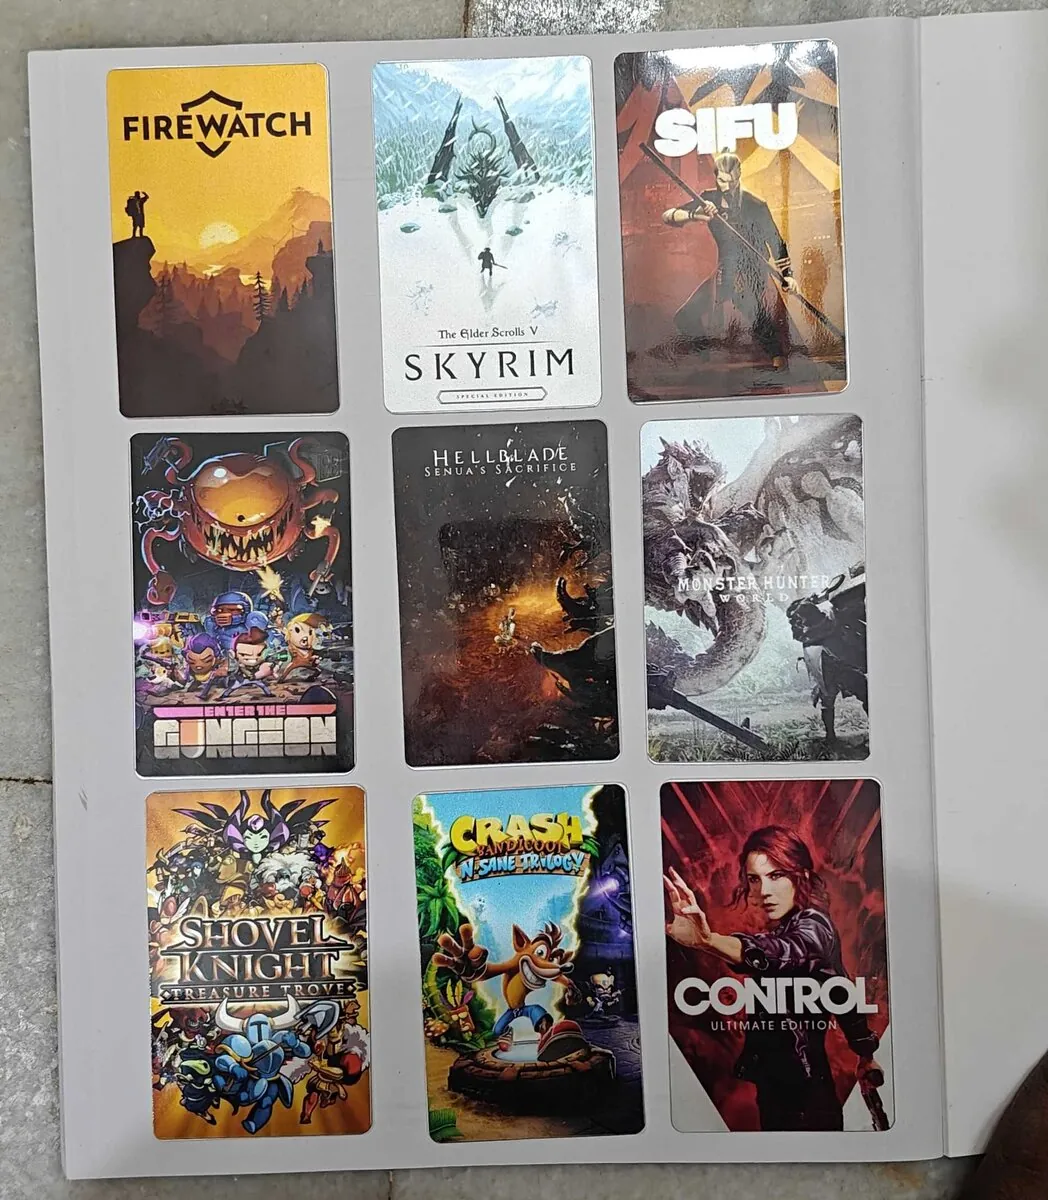 FIREWATCH
The Elder Scrolls V
SKYRIM
SPECIAL EDITION
SIFU
ENTER THE
GUNGEON
HELLBLADE
SENUA'S SACRIFICE
MONSTER HUNTER
WORLD
SHOVEL
KNIGHT
TREASURE TROVE
CRASH
BANDICOOT
N. SANE TRILOGY
CONTROL
ULTIMATE EDITION